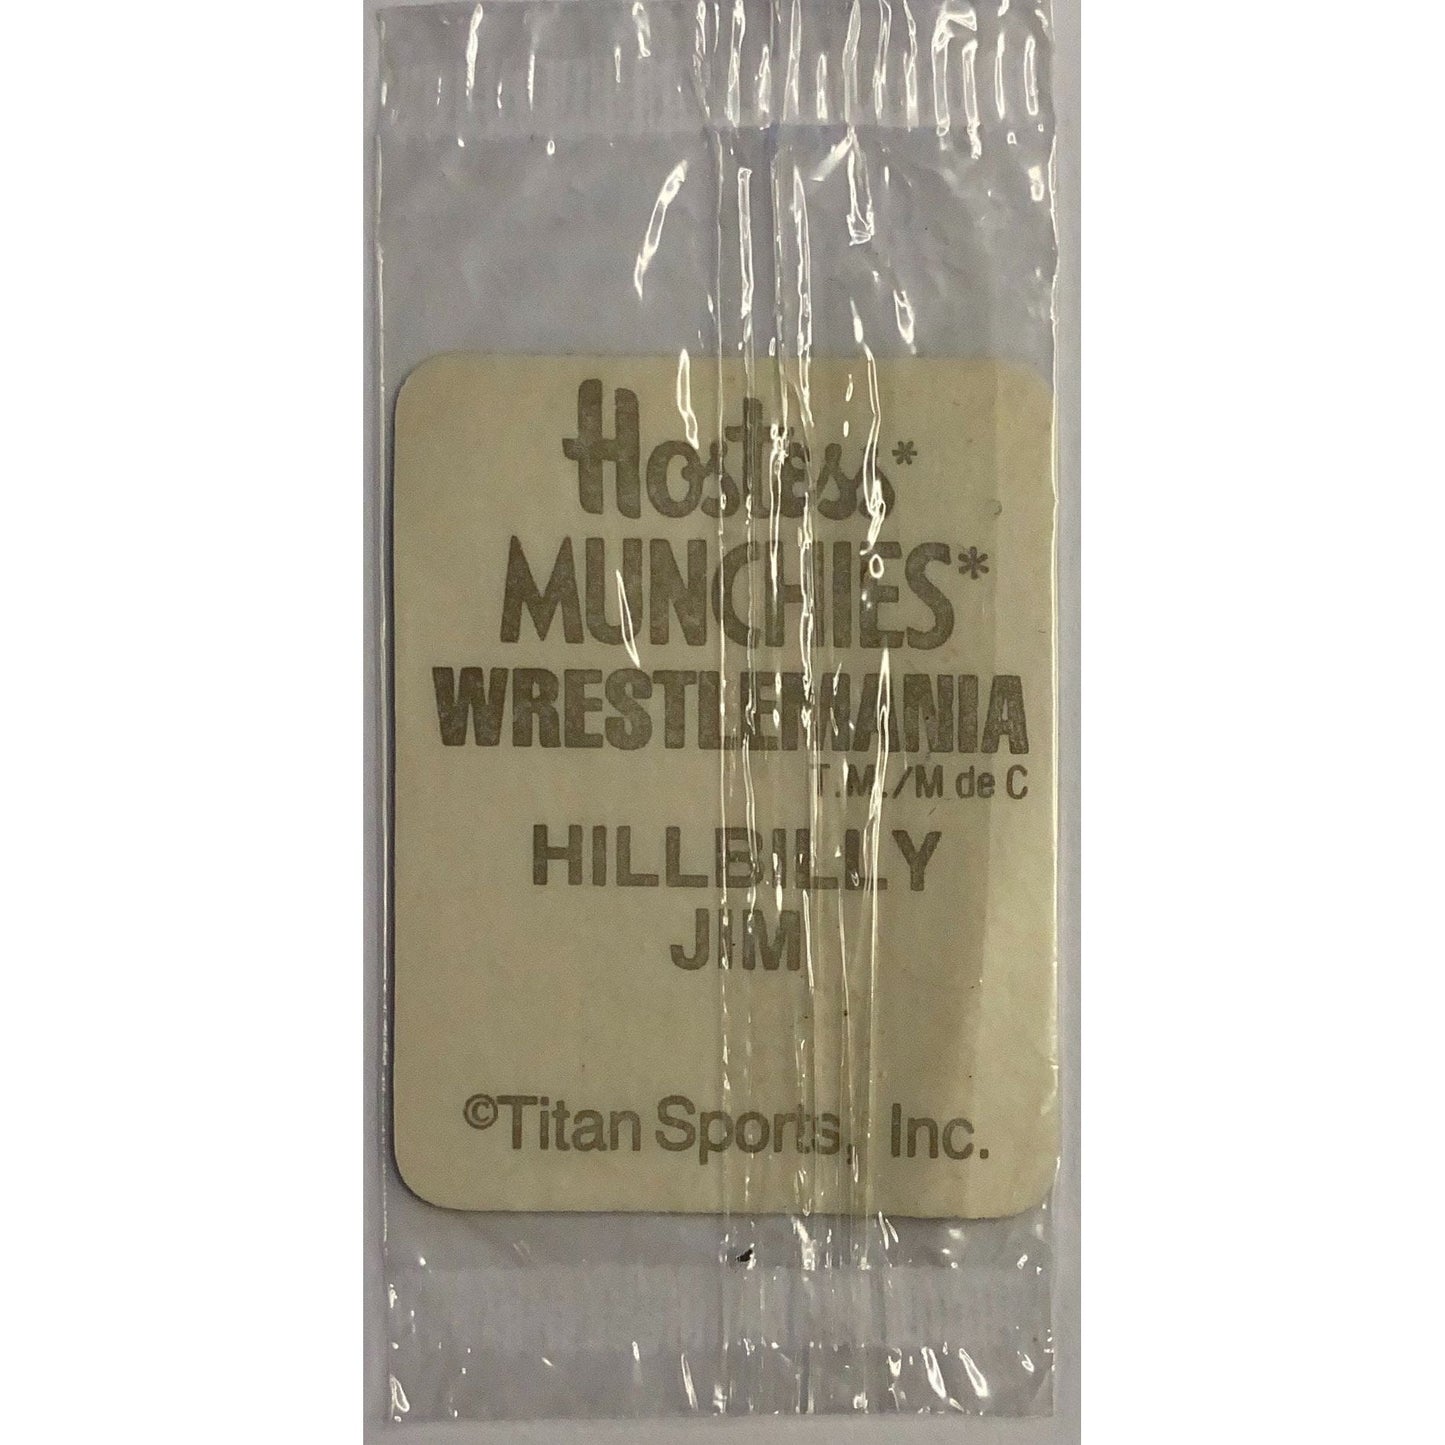 Hostess*
MUNCHIES*
WRESTLEMANIA
T.M./M de C
HILLBILLY
JIM
©Titan Sports, Inc.